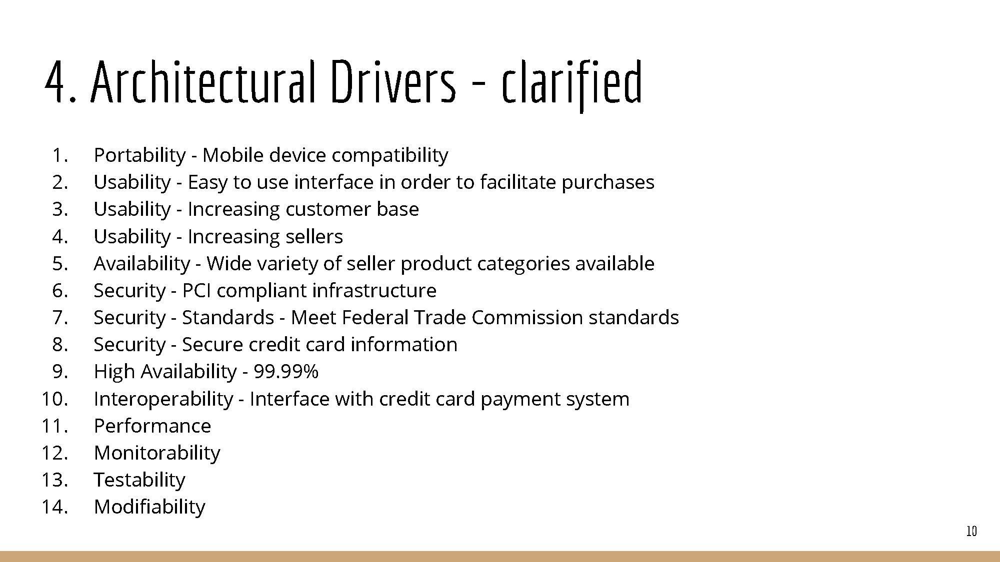 4. Architectural Drivers - clarified
1. Portability - Mobile device compatibility
2. Usability - Easy to use interface in order to facilitate purchases
3. Usability - Increasing customer base
4. Usability - Increasing sellers
5. Availability - Wide variety of seller product categories available
6. Security - PCI compliant infrastructure
7. Security - Standards - Meet Federal Trade Commission standards
8. Security - Secure credit card information
9. High Availability - 99.99%
10. Interoperability - Interface with credit card payment system
11. Performance
12. Monitorability
13. Testability
14. Modifiability
10